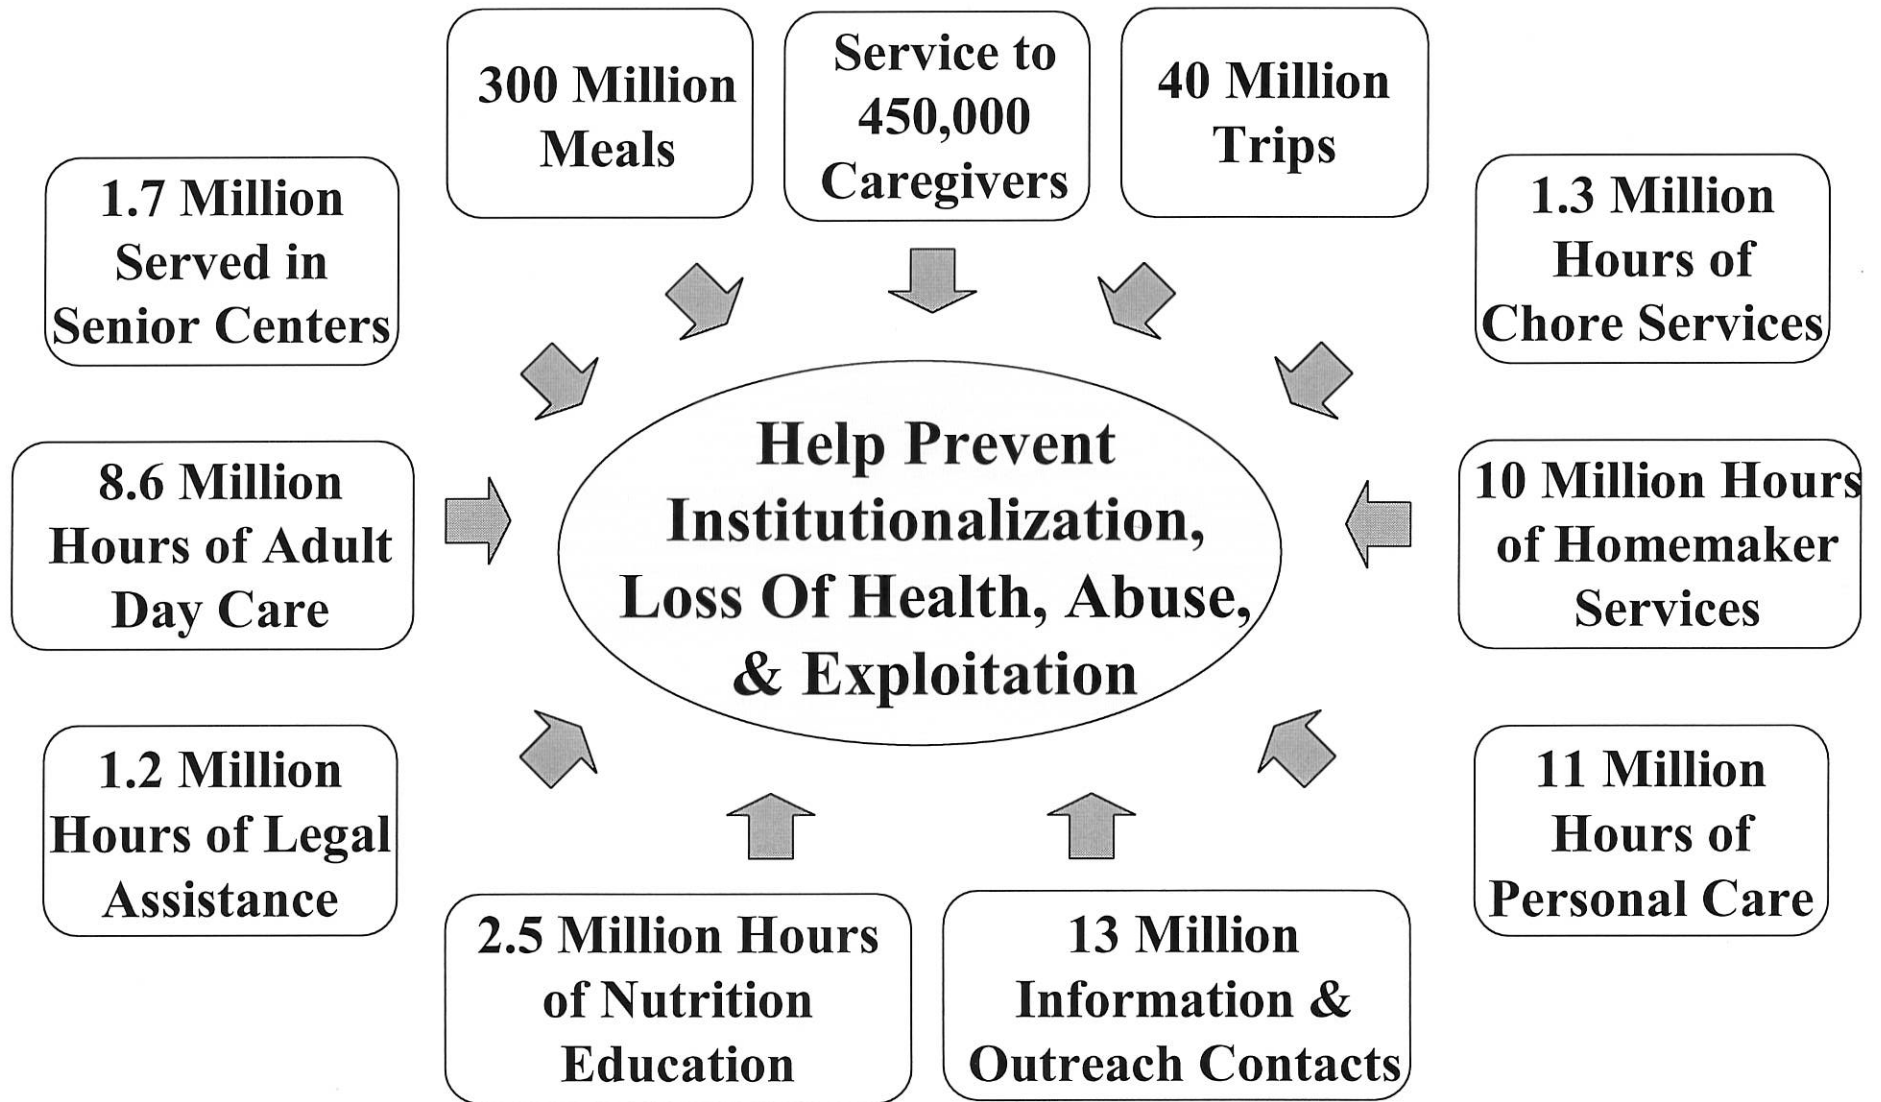 300 Million
Meals
Service to
450,000
Caregivers
40 Million
Trips
1.7 Million
Served in
Senior Centers
1.3 Million
Hours of
Chore Services
8.6 Million
Hours of Adult
Day Care
Help Prevent
Institutionalization,
Loss Of Health, Abuse,
& Exploitation
10 Million Hours
of Homemaker
Services
1.2 Million
Hours of Legal
Assistance
11 Million
Hours of
Personal Care
2.5 Million Hours
of Nutrition
Education
13 Million
Information &
Outreach Contacts